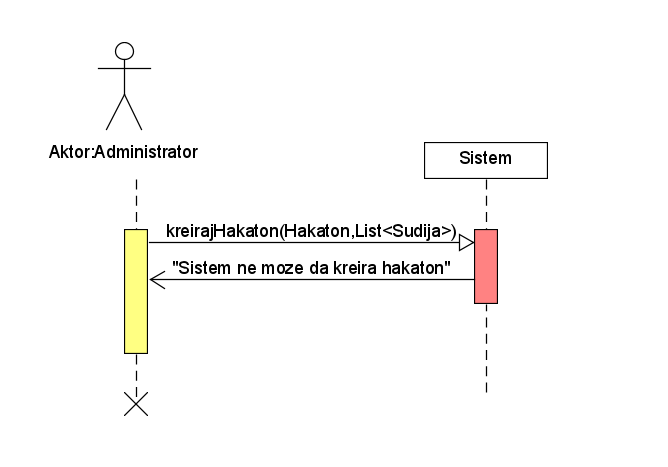 Aktor:Administrator
Sistem
kreirajHakaton(Hakaton,List<Sudija>)
"Sistem ne moze da kreira hakaton"